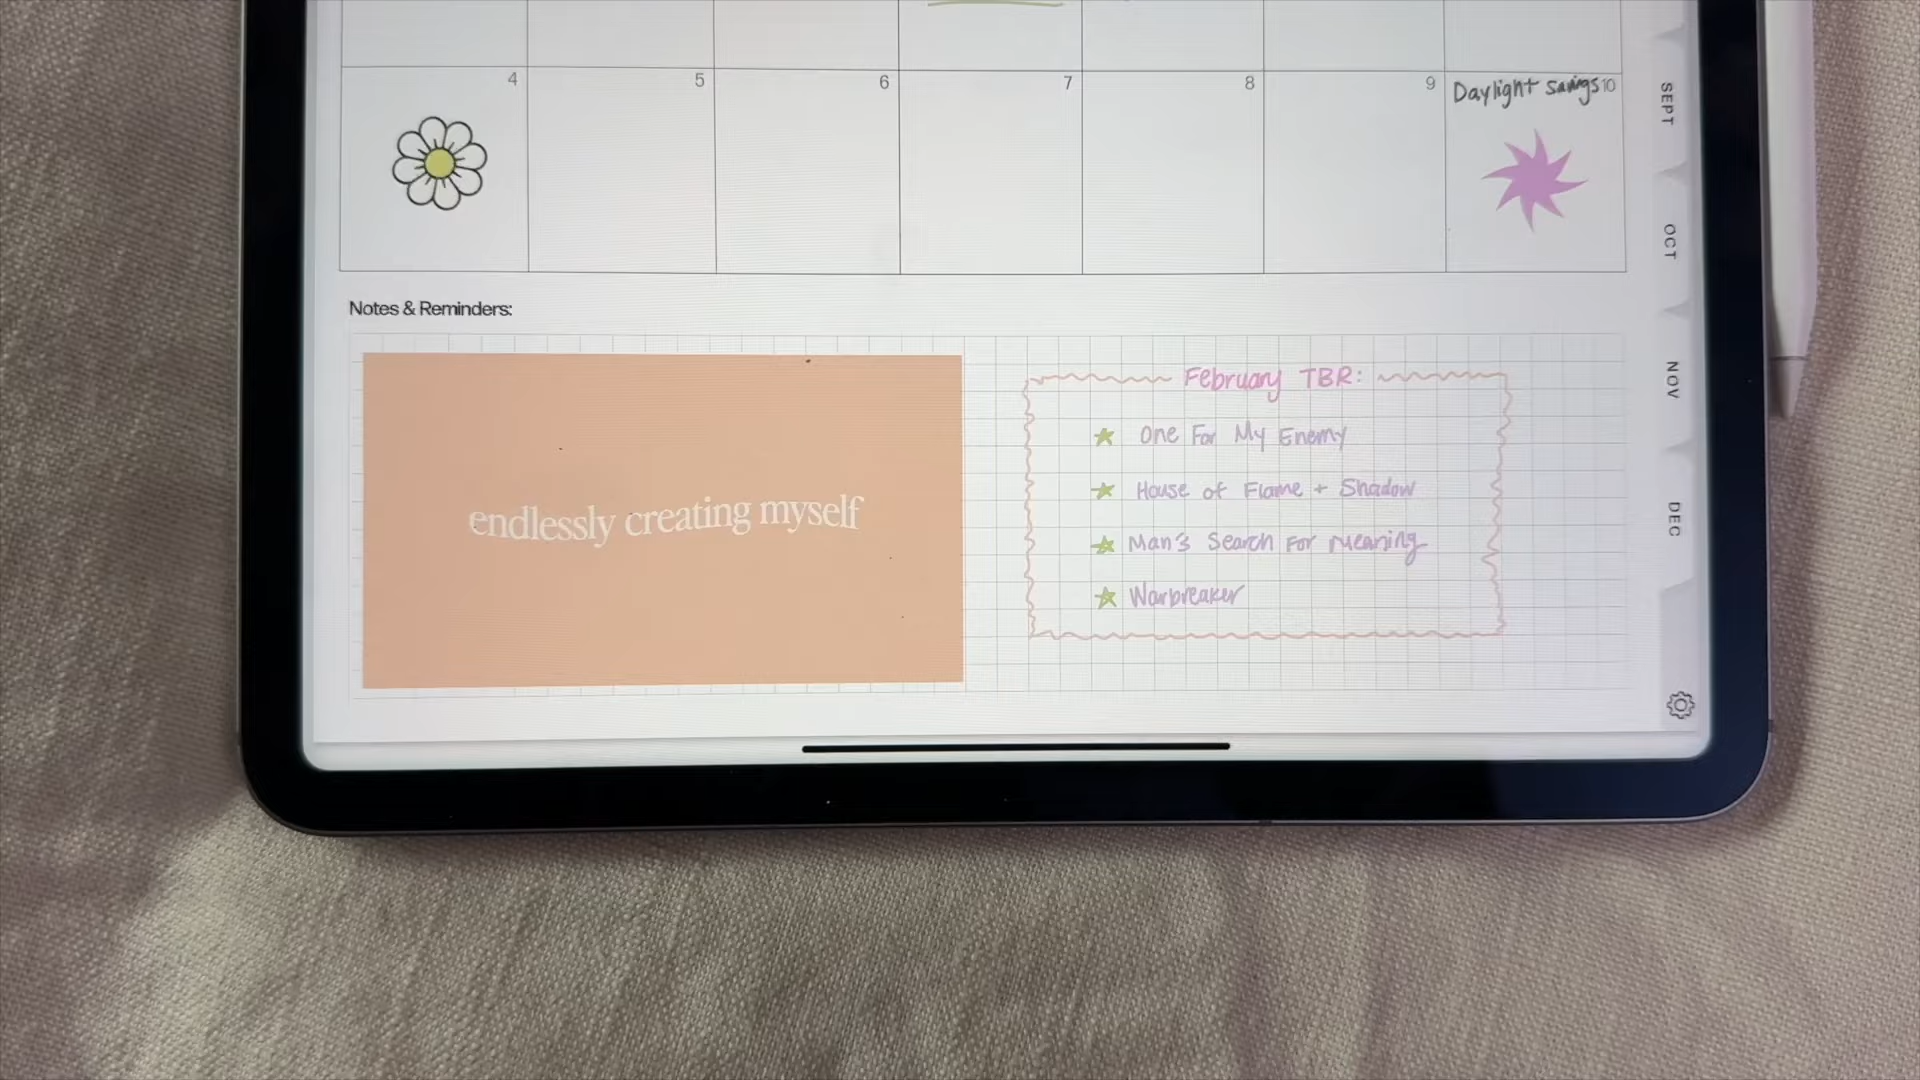 4
5
6
7
8
9
Daylight Savings 10
Notes & Reminders:
endlessly creating myself
February TBR:
One For My Enemy
House of Flame + Shadow
Man's Search For Meaning
Warbreaker
SEPT
OCT
NOV
DEC